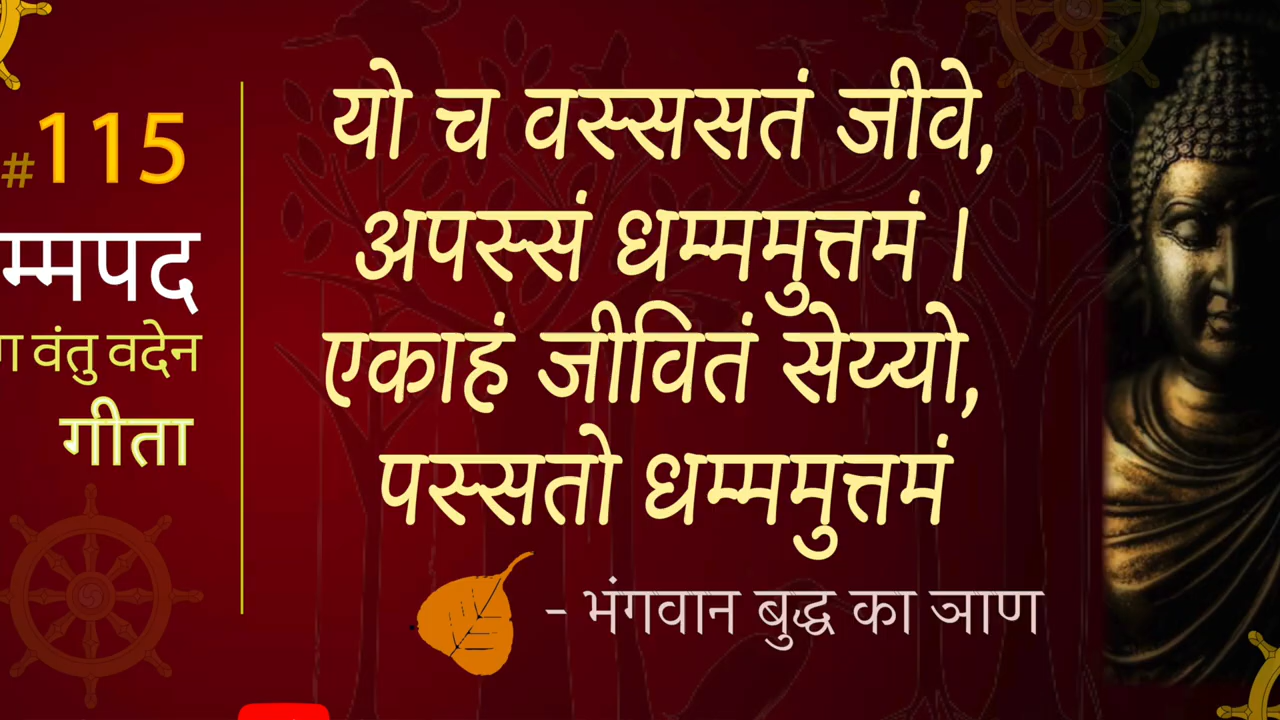 #115
म्मपद
वंतु वदेन
गीता
यो च वस्ससतं जीवे,
अपस्सं धम्ममुत्तमं ।
एकाहं जीवितं सेय्यो,
पस्सतो धम्ममुत्तमं
- भंगवान बुद्ध का ञाण